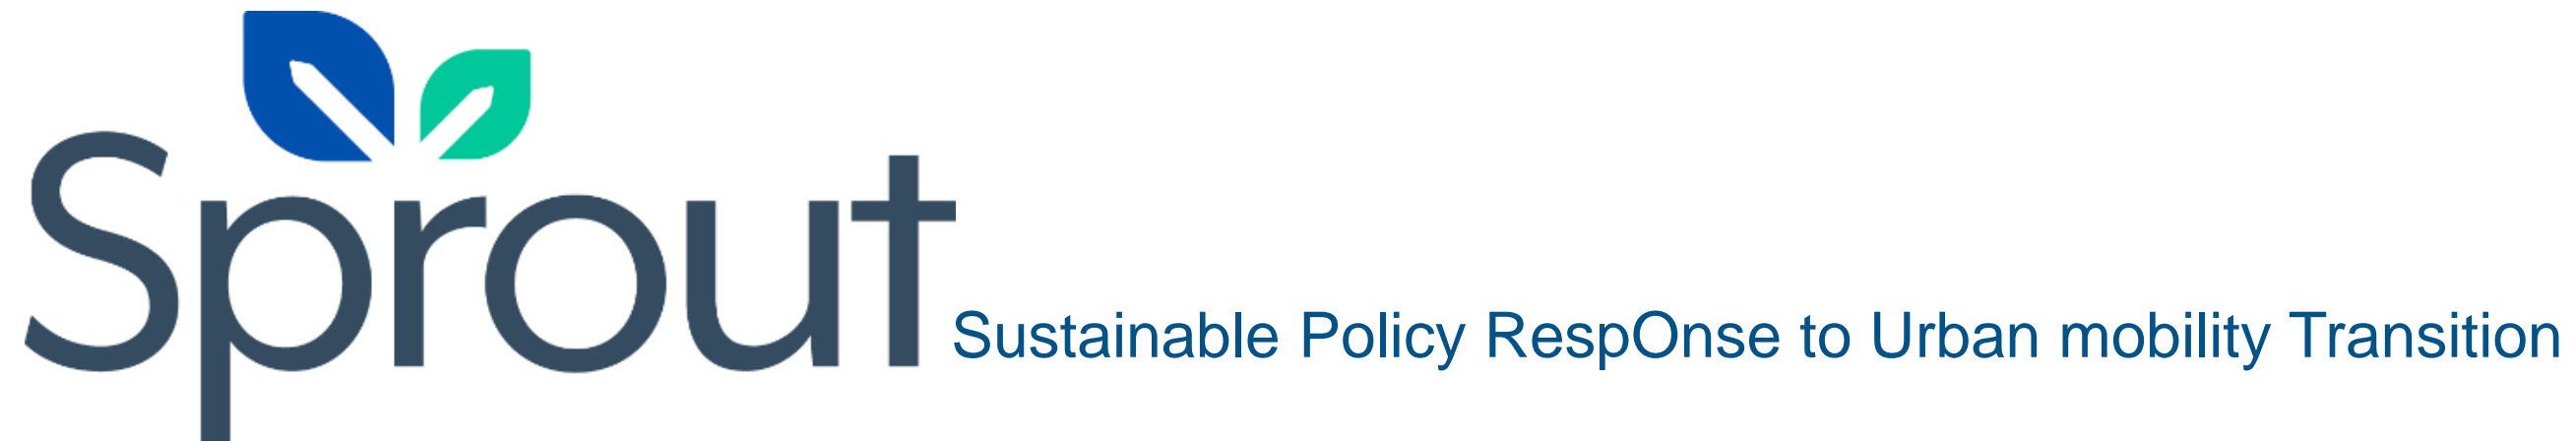 Sprout
Sustainable Policy RespOnse to Urban mobility Transition